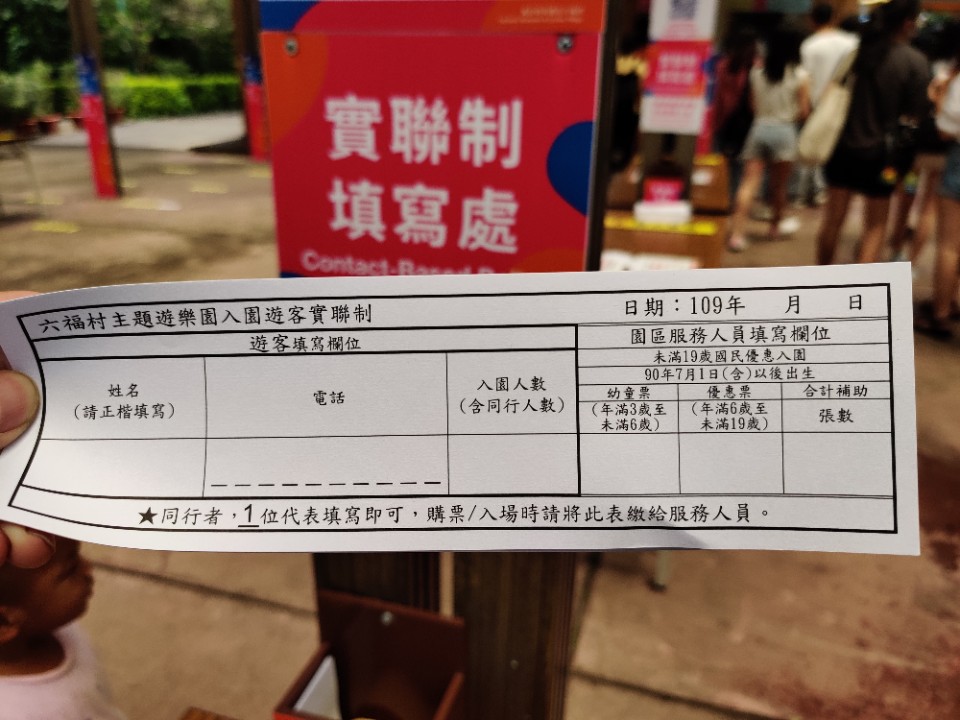 實聯制
填寫處
Contact-Based
六福村主題遊樂園入園遊客實聯制
日期：109年 月 日
遊客填寫欄位
園區服務人員填寫欄位
未滿19歲國民優惠入園
90年7月1日(含)以後出生
姓名
(請正楷填寫)
電話
入園人數
(含同行人數)
幼童票
(年滿3歲至
未滿6歲)
優惠票
(年滿6歲至
未滿19歲)
合計補助
張數
★同行者，1位代表填寫即可，購票/入場時請將此表繳給服務人員。